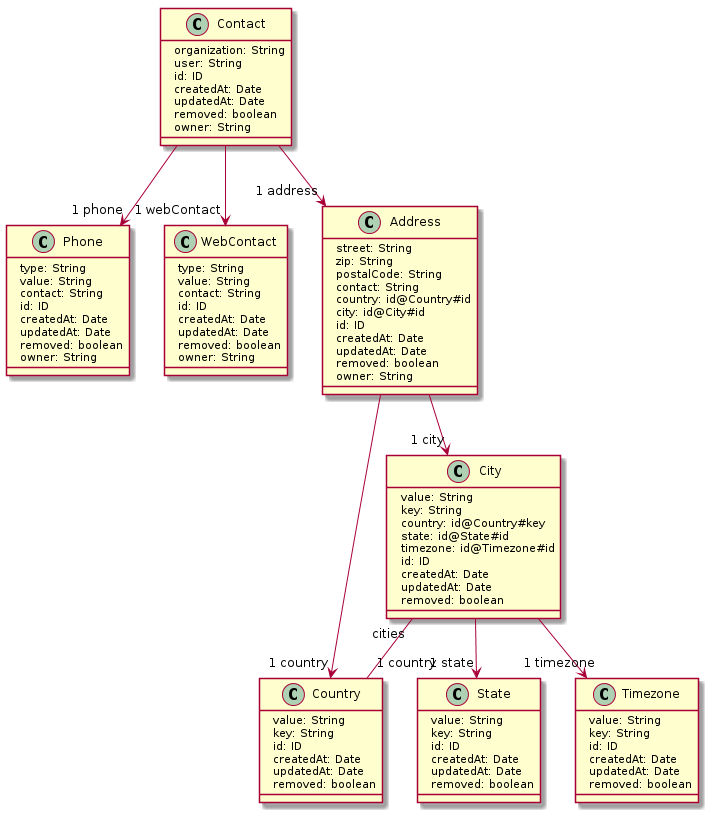 C Contact
organization: String
user: String
id: ID
createdAt: Date
updatedAt: Date
removed: boolean
owner: String
1 phone
1 webContact
1 address
C Phone
type: String
value: String
contact: String
id: ID
createdAt: Date
updatedAt: Date
removed: boolean
owner: String
C WebContact
type: String
value: String
contact: String
id: ID
createdAt: Date
updatedAt: Date
removed: boolean
owner: String
C Address
street: String
zip: String
postalCode: String
contact: String
country: id@Country#id
city: id@City#id
id: ID
createdAt: Date
updatedAt: Date
removed: boolean
owner: String
1 city
C City
value: String
key: String
country: id@Country#key
state: id@State#id
timezone: id@Timezone#id
id: ID
createdAt: Date
updatedAt: Date
removed: boolean
cities
1 country
1 country
1 state
1 timezone
C Country
value: String
key: String
id: ID
createdAt: Date
updatedAt: Date
removed: boolean
C State
value: String
key: String
id: ID
createdAt: Date
updatedAt: Date
removed: boolean
C Timezone
value: String
key: String
id: ID
createdAt: Date
updatedAt: Date
removed: boolean